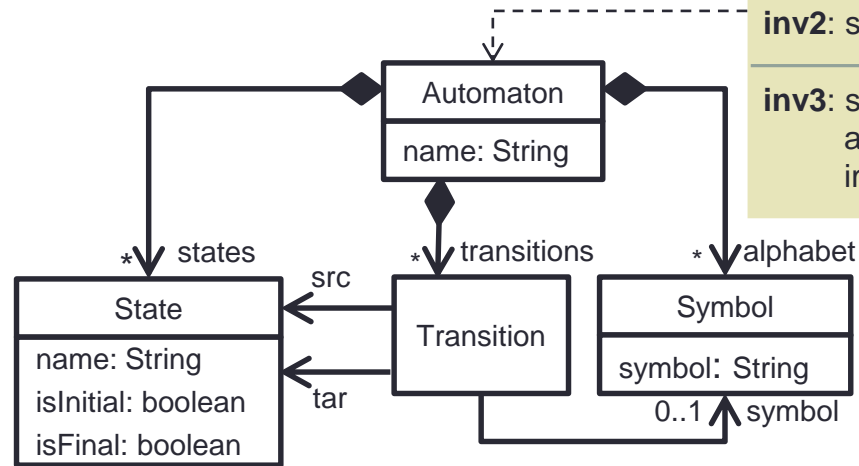 inv2: s
Automaton
inv3: s
a
name: String
* states
* transitions
* alphabet
src
State
Transition
Symbol
name: String
symbol: String
isInitial: boolean
tar
0..1 symbol
isFinal: boolean